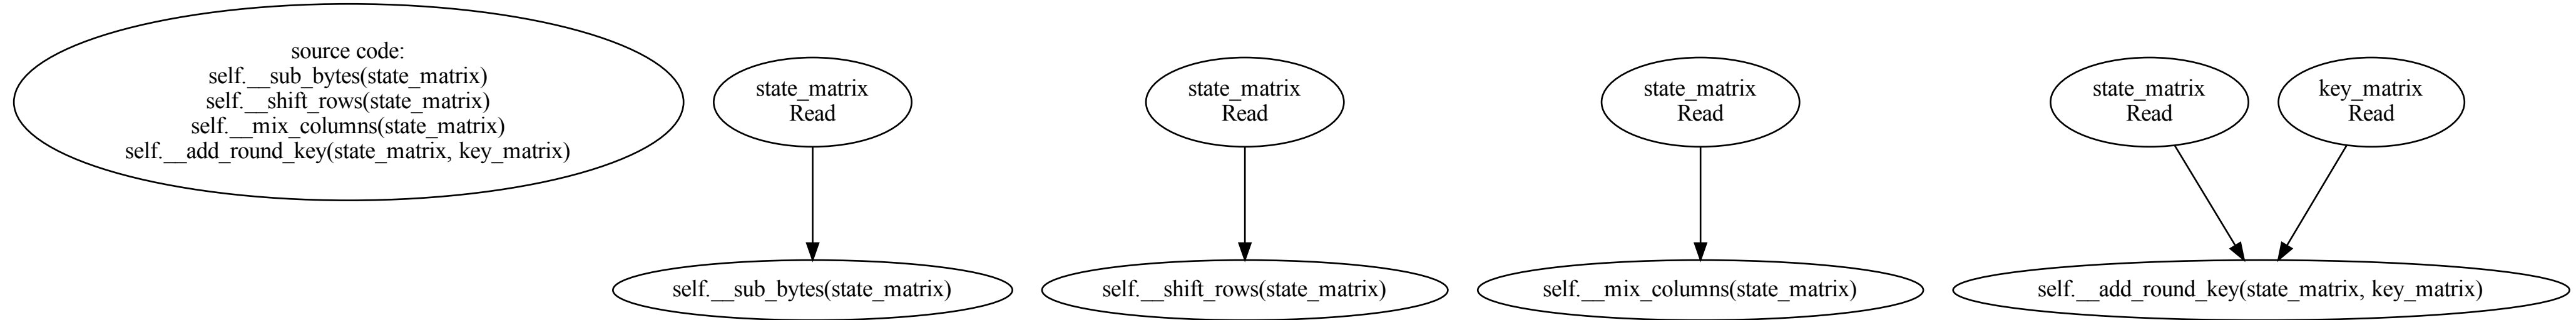 source code:
self.__sub_bytes(state_matrix)
self.__shift_rows(state_matrix)
self.__mix_columns(state_matrix)
self.__add_round_key(state_matrix, key_matrix)
state_matrix
Read
self.__sub_bytes(state_matrix)
state_matrix
Read
self.__shift_rows(state_matrix)
state_matrix
Read
self.__mix_columns(state_matrix)
state_matrix
Read
key_matrix
Read
self.__add_round_key(state_matrix, key_matrix)